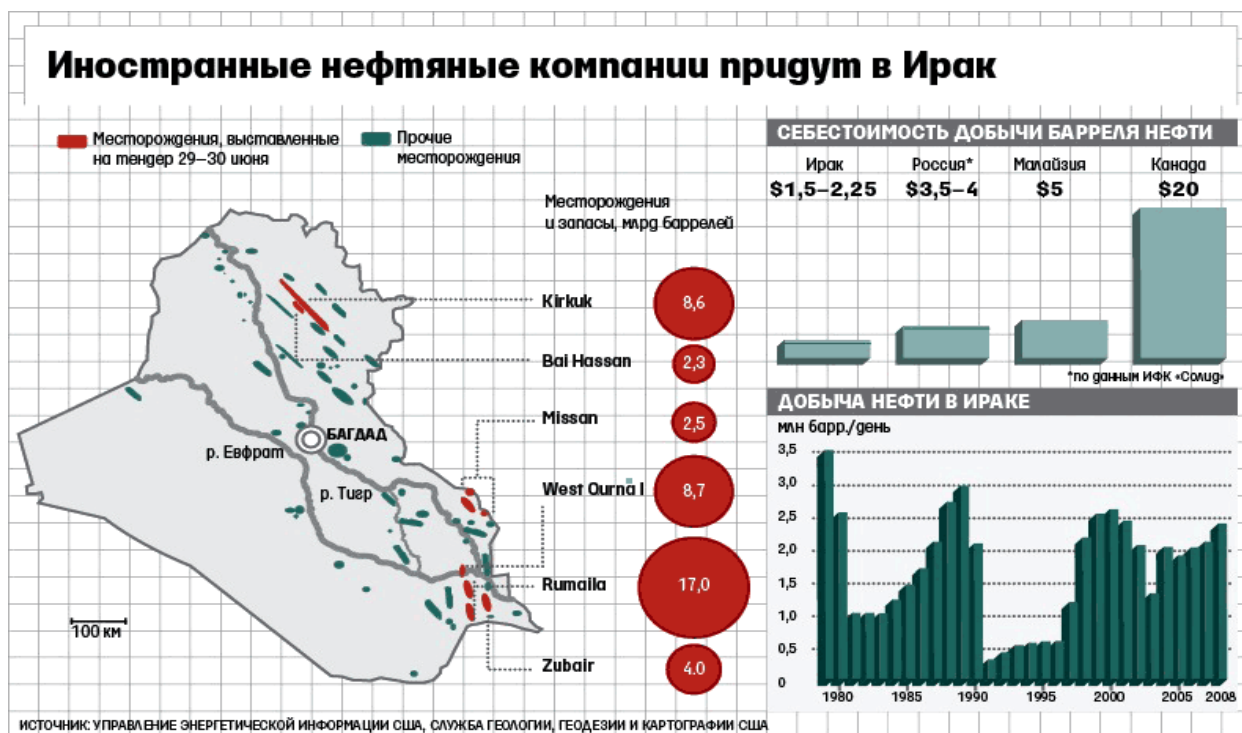 Иностранные нефтяные компании придут в Ирак
Месторождения, выставленные
на тендер 29–30 июня
Прочие
месторождения
Месторождения
и запасы, млрд баррелей
Kirkuk
8,6
Bai Hassan
2,3
Missan
2,5
West Qurna I
8,7
Rumaila
17,0
Zubair
4.0
БАГДАД
р. Евфрат
р. Тигр
100 км
СЕБЕСТОИМОСТЬ ДОБЫЧИ БАРРЕЛЯ НЕФТИ
Ирак
$1,5–2,25
Россия*
$3,5–4
Малайзия
$5
Канада
$20
*по данным ИФК «Солид»
ДОБЫЧА НЕФТИ В ИРАКЕ
млн барр./день
3,5
3,0
2,5
2,0
1,5
1,0
0,5
0
1980 1985 1990 1995 2000 2005 2008
ИСТОЧНИК: УПРАВЛЕНИЕ ЭНЕРГЕТИЧЕСКОЙ ИНФОРМАЦИИ США, СЛУЖБА ГЕОЛОГИИ, ГЕОДЕЗИИ И КАРТОГРАФИИ США